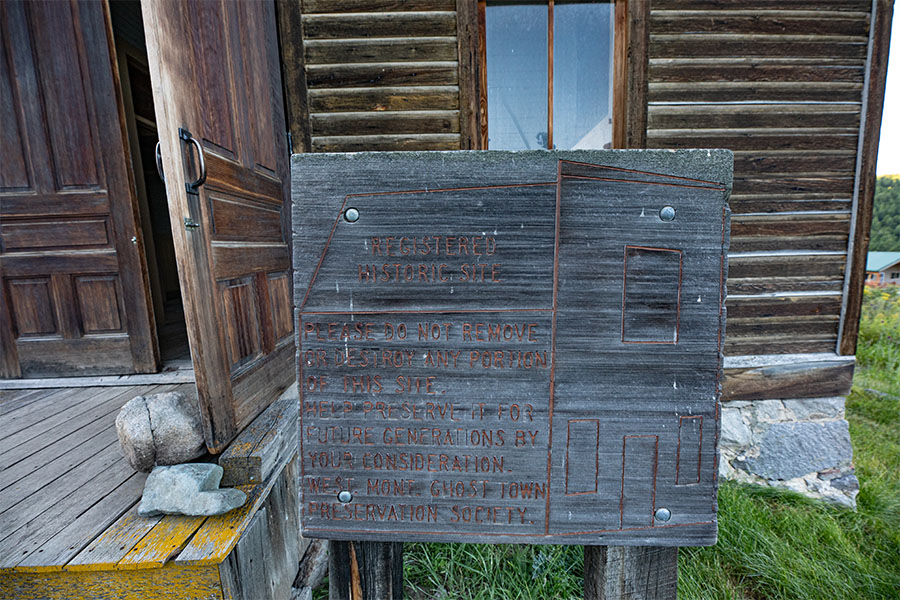 REGISTERED
HISTORIC SITE
PLEASE DO NOT REMOVE
OR DESTROY ANY PORTION
OF THIS SITE.
HELP PRESERVE IT FOR
FUTURE GENERATIONS BY
YOUR CONSIDERATION.
WEST. MONT. GHOST TOWN
PRESERVATION SOCIETY.